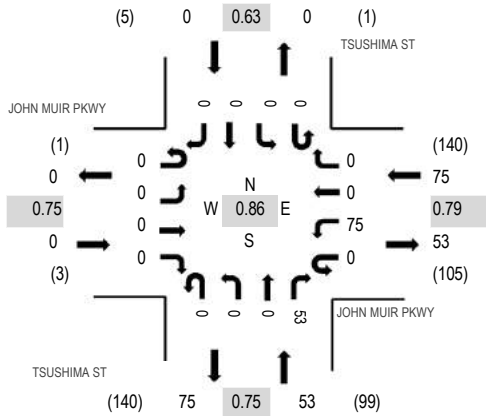 (5) 0 0.63 0 (1)
TSUSHIMA ST
JOHN MUIR PKWY
0 0 0 0
(1) 0 0 (140)
0 0 0 75
N
0.75 W 0.86 E 0.79
0 75
S
0 0 0 53
(3) (105)
0 0 0 53
JOHN MUIR PKWY
TSUSHIMA ST
(140) 75 0.75 53 (99)